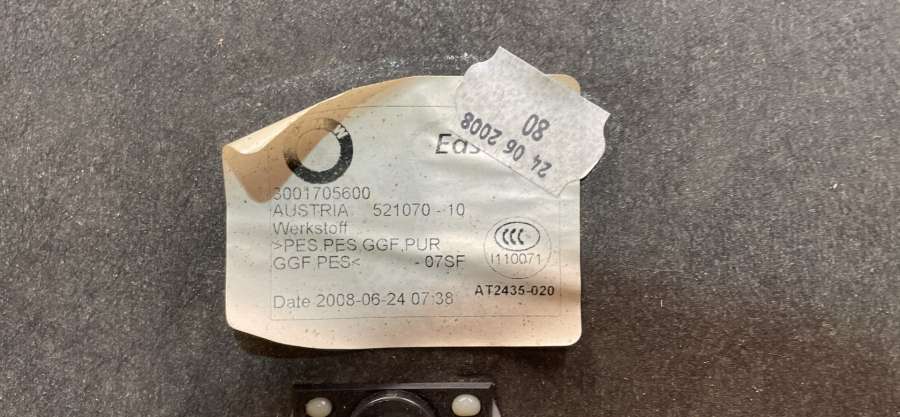 24 06 2008
80
3001705600
AUSTRIA 521070 - 10
Werkstoff
>PES,PES,GGF,PUR
GGF,PES< - 07SF
CCC
I110071
Date 2008-06-24 07:38
AT2435-020